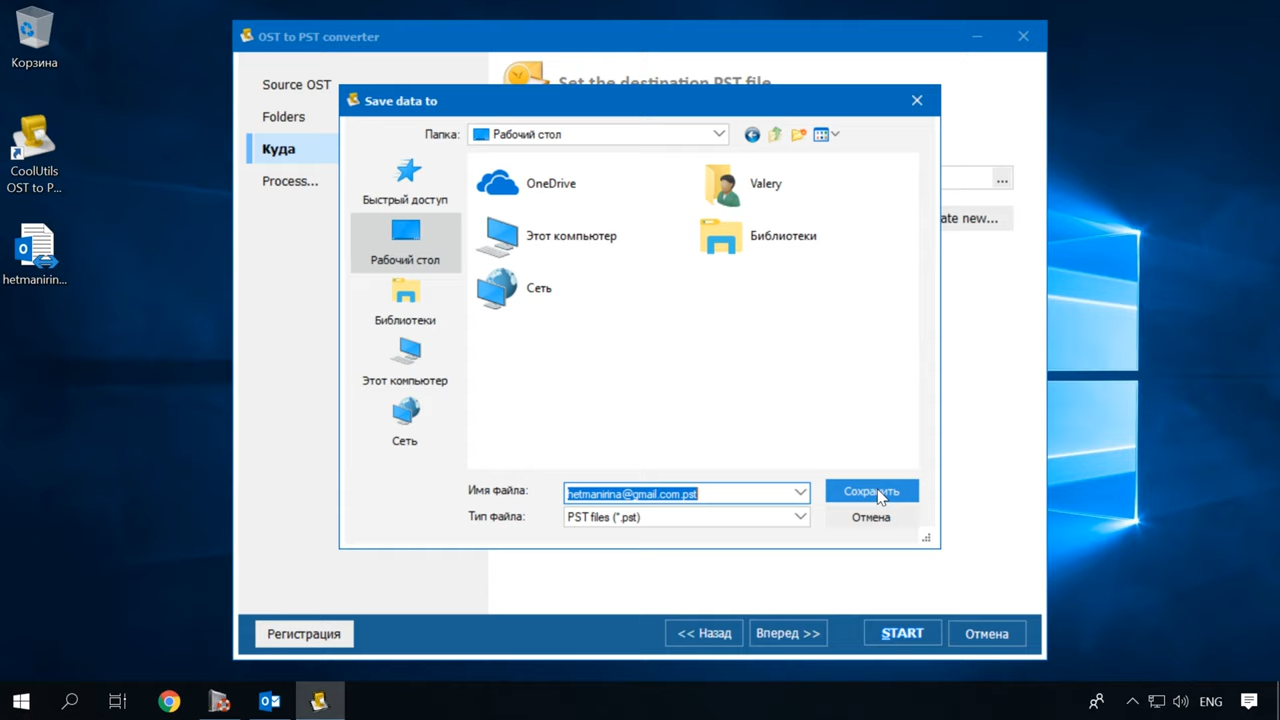 Корзина
CoolUtils
OST to P...
hetmanirin...
OST to PST converter
Source OST
Folders
Куда
Process...
Set the destination PST file
...
ate new...
Save data to
Папка:
Рабочий стол
Быстрый доступ
Рабочий стол
Библиотеки
Этот компьютер
Сеть
OneDrive
Valery
Этот компьютер
Библиотеки
Сеть
Имя файла:
hetmanirina@gmail.com.pst
Сохранить
Тип файла:
PST files (*.pst)
Отмена
Регистрация
<< Назад
Вперед >>
START
Отмена
ENG